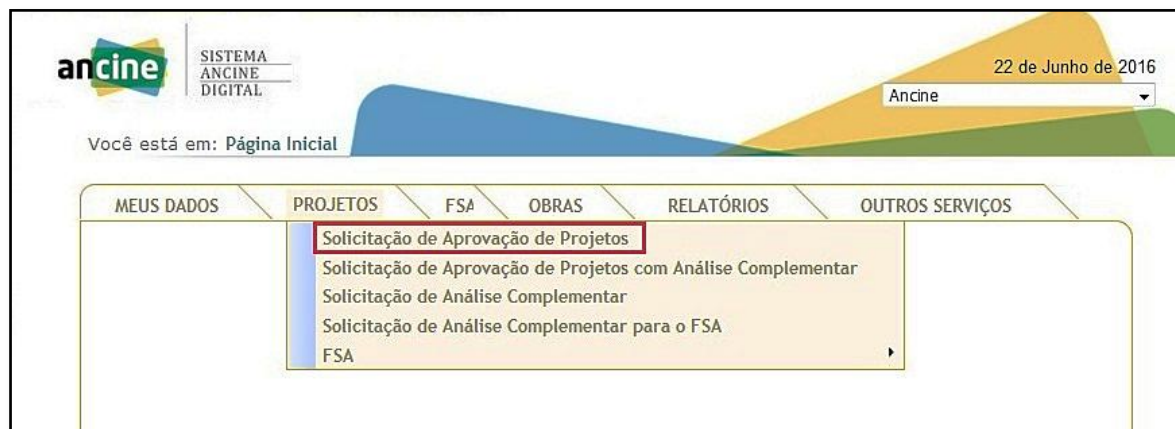 ancine
SISTEMA
ANCINE
DIGITAL
22 de Junho de 2016
Ancine
Você está em: Página Inicial
MEUS DADOS PROJETOS FSA OBRAS RELATÓRIOS OUTROS SERVIÇOS
Solicitação de Aprovação de Projetos
Solicitação de Aprovação de Projetos com Análise Complementar
Solicitação de Análise Complementar
Solicitação de Análise Complementar para o FSA
FSA